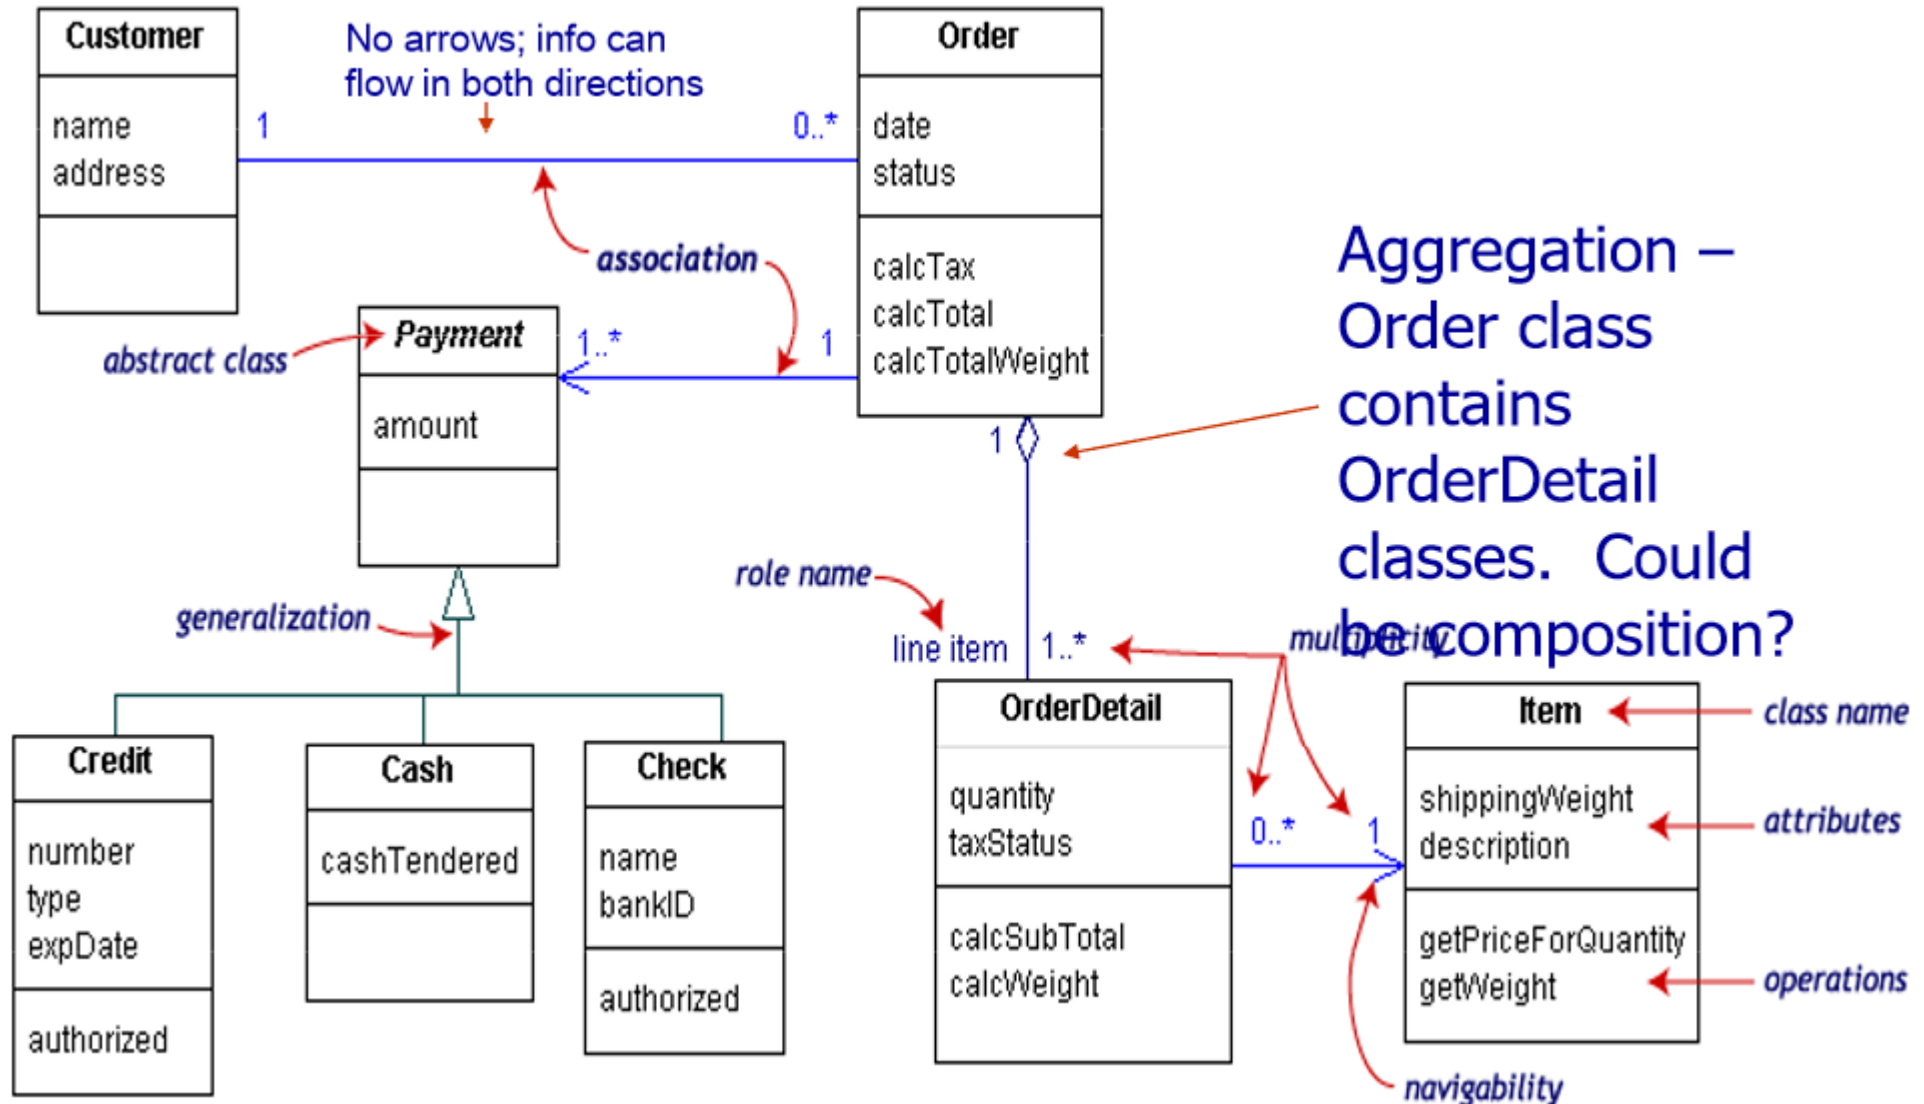 Customer
name
address
No arrows; info can
flow in both directions
1
0..*
Order
date
status
calcTax
calcTotal
calcTotalWeight
association
abstract class
Payment
amount
1..*
1
1
Aggregation –
Order class
contains
OrderDetail
classes. Could
be composition?
generalization
role name
line item
1..*
multiplicity
Credit
number
type
expDate
authorized
Cash
cashTendered
Check
name
bankID
authorized
OrderDetail
quantity
taxStatus
calcSubTotal
calcWeight
0..*
1
Item
shippingWeight
description
getPriceForQuantity
getWeight
class name
attributes
operations
navigability